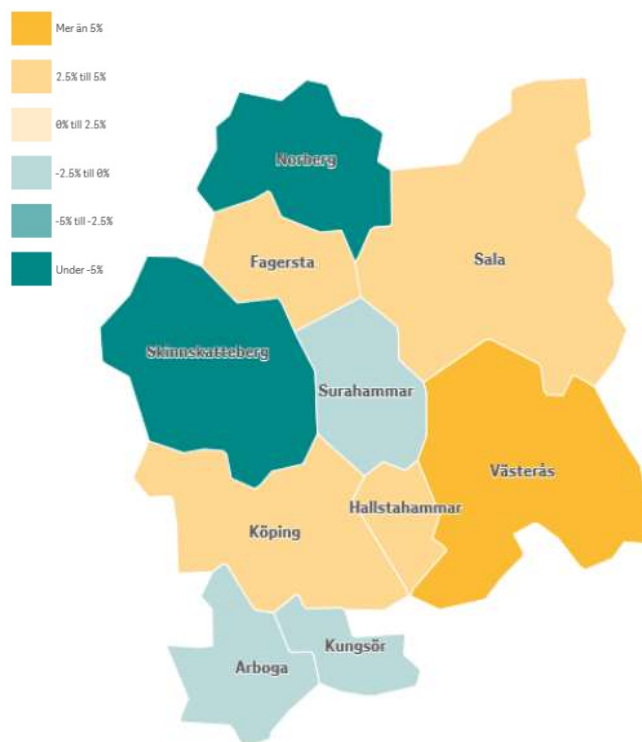 Mer än 5%
2.5% till 5%
0% till 2.5%
-2.5% till 0%
-5% till -2.5%
Under -5%
Norberg
Fagersta
Sala
Skinnskatteberg
Surahammar
Västerås
Hallstahammar
Köping
Kungsör
Arboga